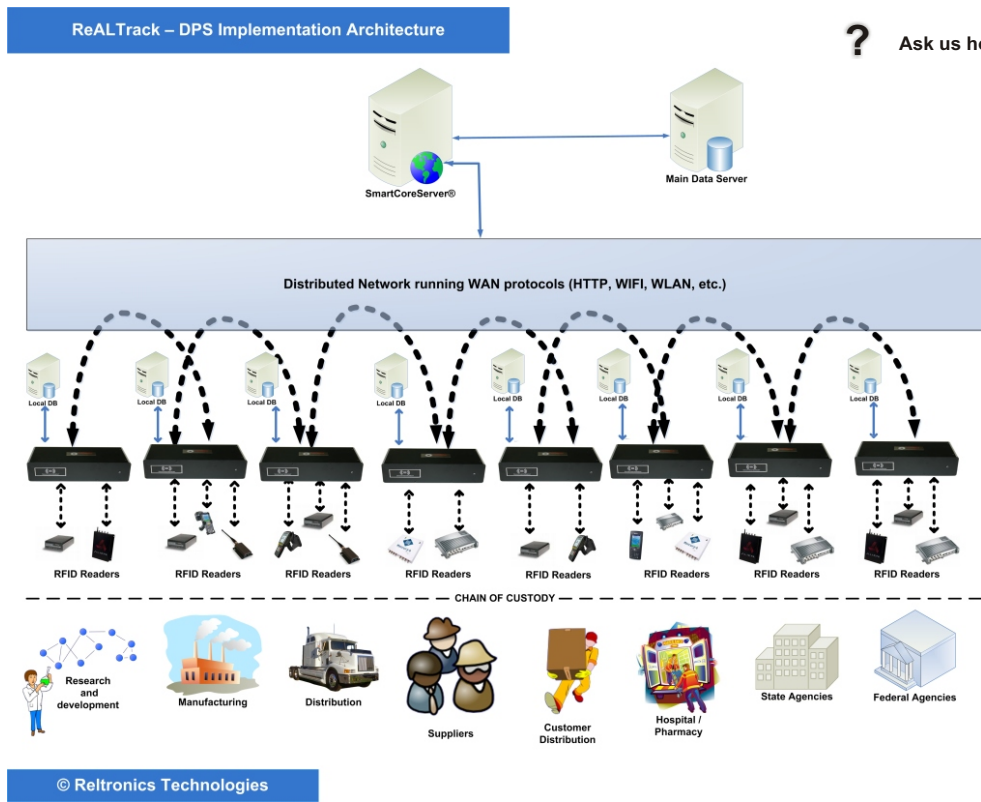 ReALTrack – DPS Implementation Architecture
?
Ask us
SmartCoreServer®
Main Data Server
Distributed Network running WAN protocols (HTTP, WIFI, WLAN, etc.)
Local DB
Local DB
Local DB
Local DB
Local DB
Local DB
Local DB
Local DB
RFID Readers
RFID Readers
RFID Readers
RFID Readers
RFID Readers
RFID Readers
RFID Readers
RFID Readers
CHAIN OF CUSTODY
Research
and
development
Manufacturing
Distribution
Suppliers
Customer
Distribution
Hospital /
Pharmacy
State Agencies
Federal Agencies
© Reltronics Technologies